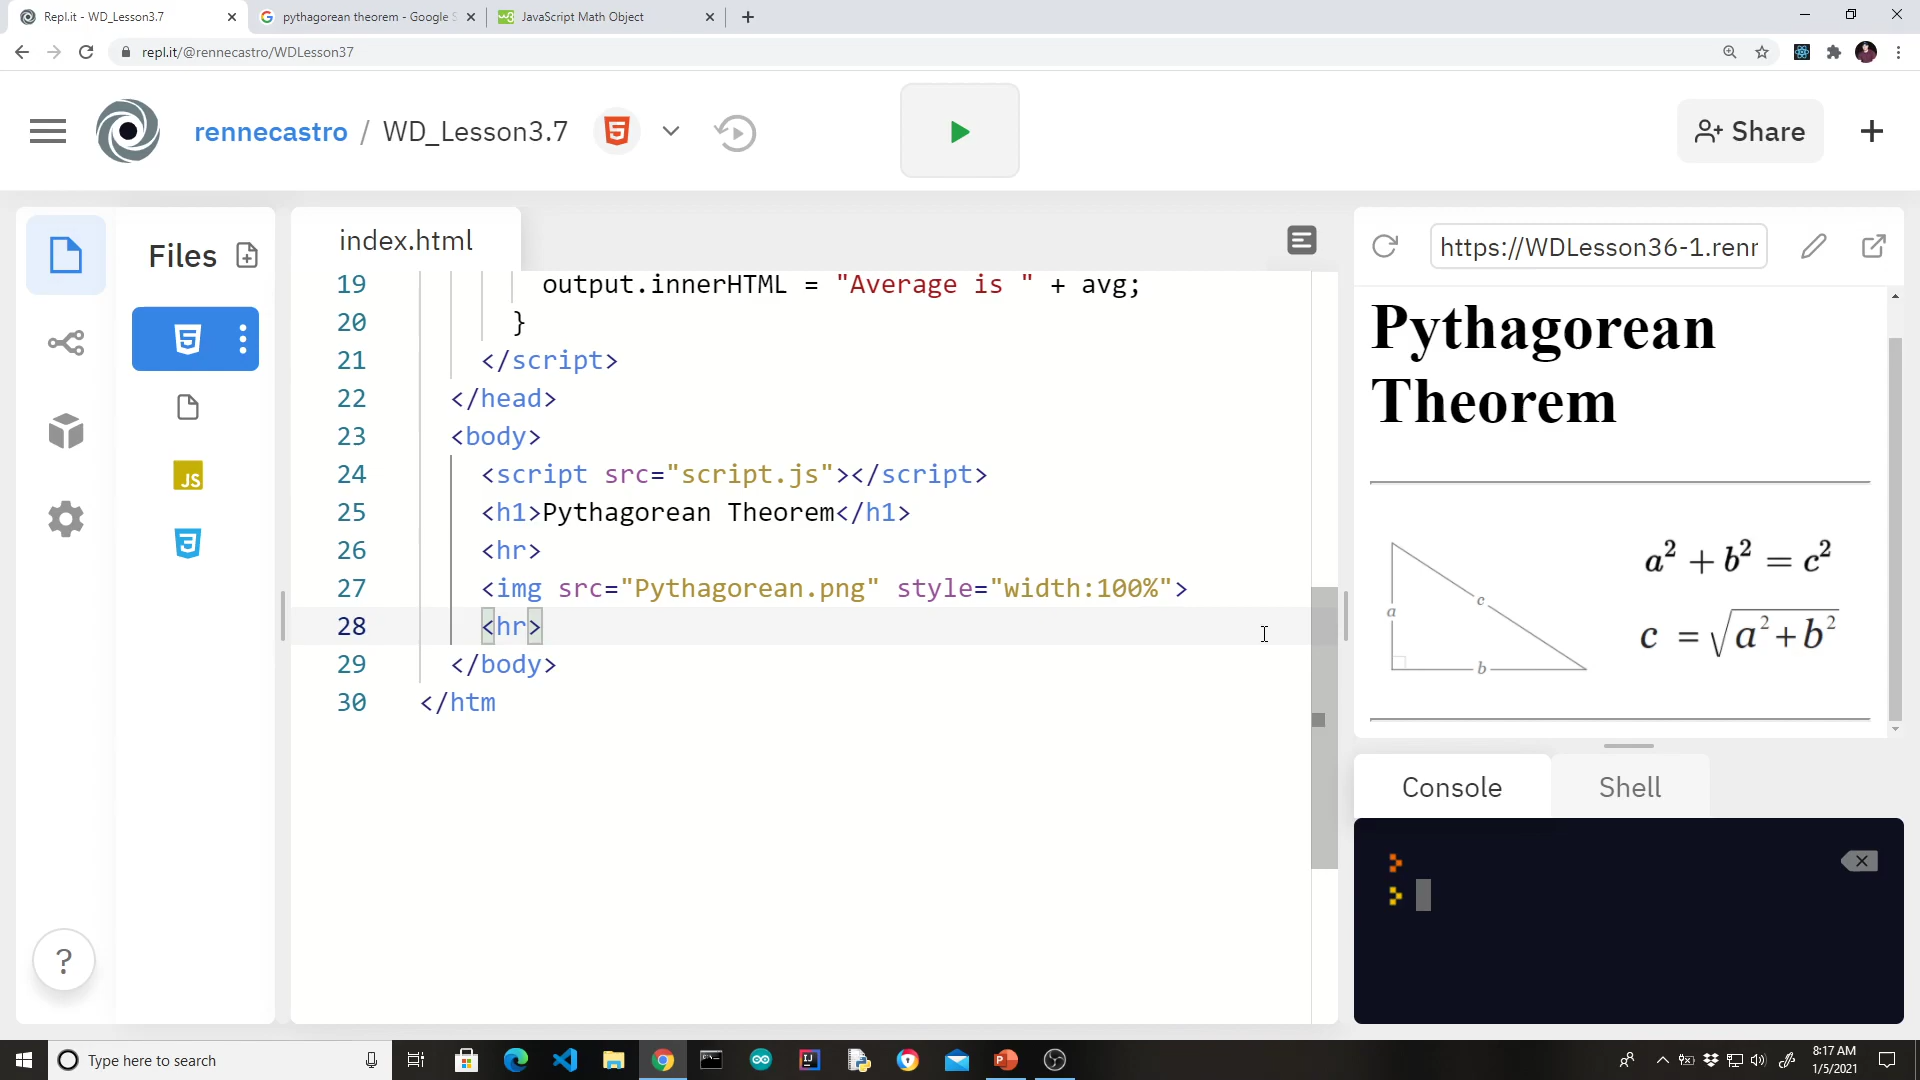 Repl.it - WD_Lesson3.7
pythagorean theorem - Google S
JavaScript Math Object
repl.it/@rennecastro/WDLesson37
rennecastro / WD_Lesson3.7
Share
Files
JS
index.html
19 output.innerHTML = "Average is " + avg;
20 }
21 </script>
22 </head>
23 <body>
24 <script src="script.js"></script>
25 <h1>Pythagorean Theorem</h1>
26 <hr>
27 <img src="Pythagorean.png" style="width:100%">
28 <hr>
29 </body>
30 </htm
?
https://WDLesson36-1.renr
Pythagorean
Theorem
a² + b² = c²
c = √a²+b²
a
c
b
Console
Shell
Type here to search
8:17 AM
1/5/2021